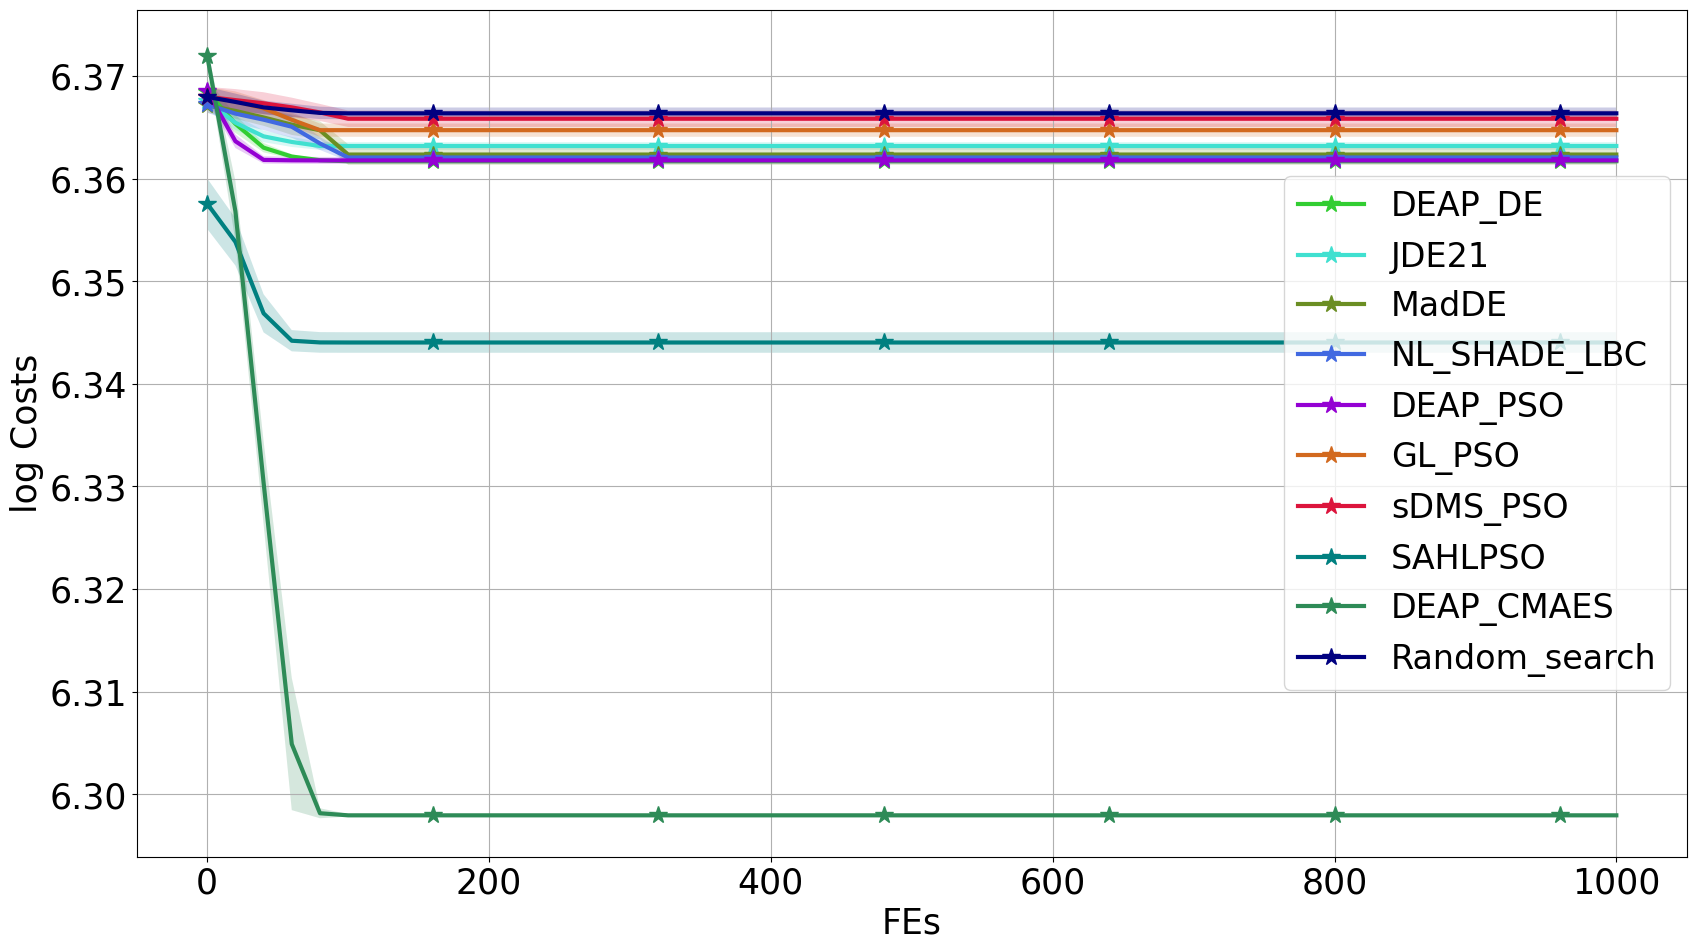 6.37
6.36
6.35
6.34
6.33
6.32
6.31
6.30
log Costs
DEAP_DE
JDE21
MadDE
NL_SHADE_LBC
DEAP_PSO
GL_PSO
sDMS_PSO
SAHLPSO
DEAP_CMAES
Random_search
0 200 400 600 800 1000
FEs